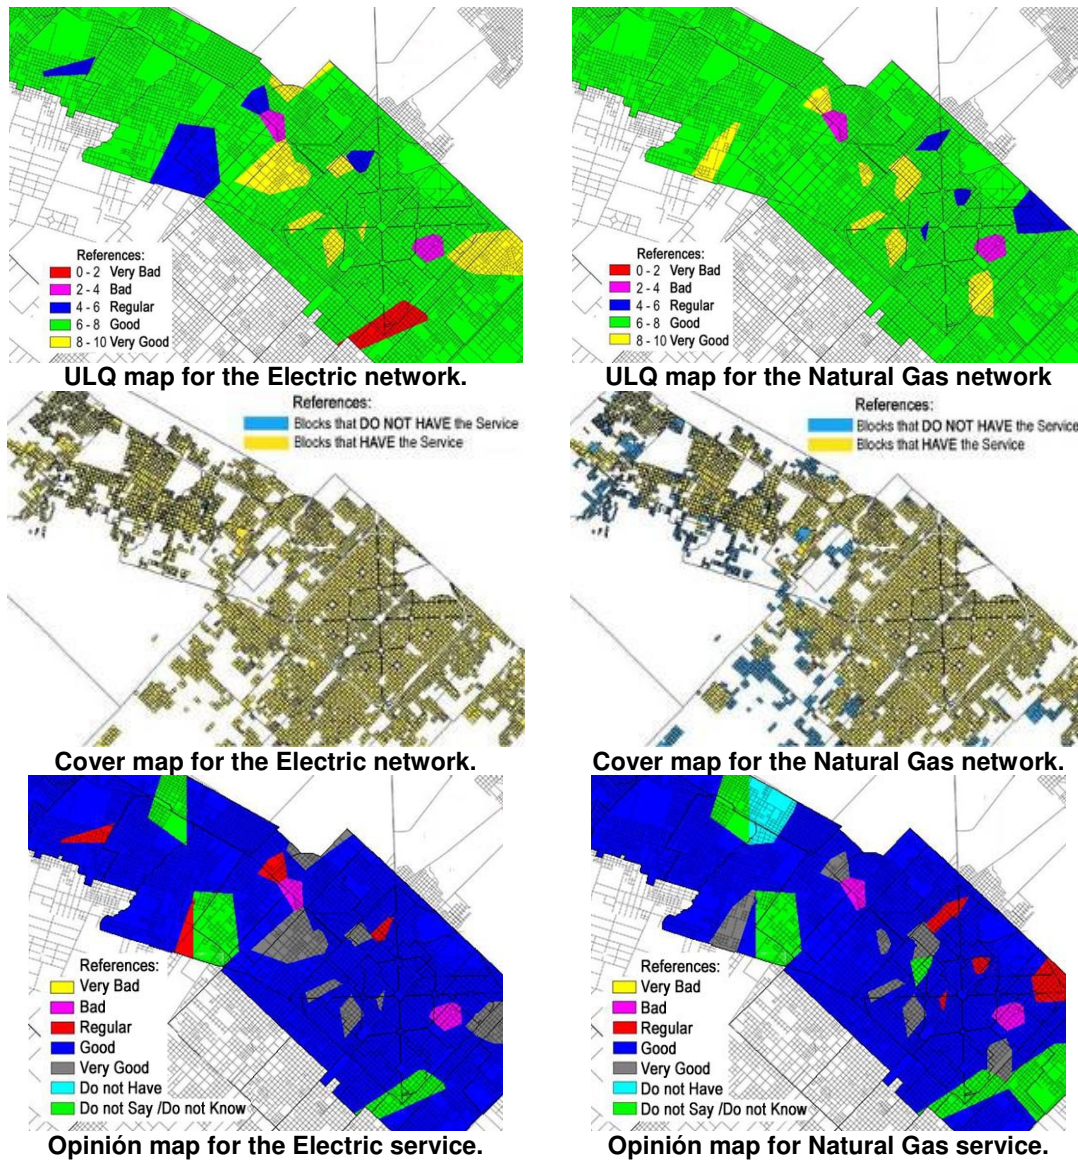 References:
0 - 2 Very Bad
2 - 4 Bad
4 - 6 Regular
6 - 8 Good
8 - 10 Very Good
ULQ map for the Electric network.
References:
0 - 2 Very Bad
2 - 4 Bad
4 - 6 Regular
6 - 8 Good
8 - 10 Very Good
ULQ map for the Natural Gas network
References:
Blocks that DO NOT HAVE the Service
Blocks that HAVE the Service
Cover map for the Electric network.
References:
Blocks that DO NOT HAVE the Service
Blocks that HAVE the Service
Cover map for the Natural Gas network.
References:
Very Bad
Bad
Regular
Good
Very Good
Do not Have
Do not Say /Do not Know
Opinión map for the Electric service.
References:
Very Bad
Bad
Regular
Good
Very Good
Do not Have
Do not Say /Do not Know
Opinión map for Natural Gas service.